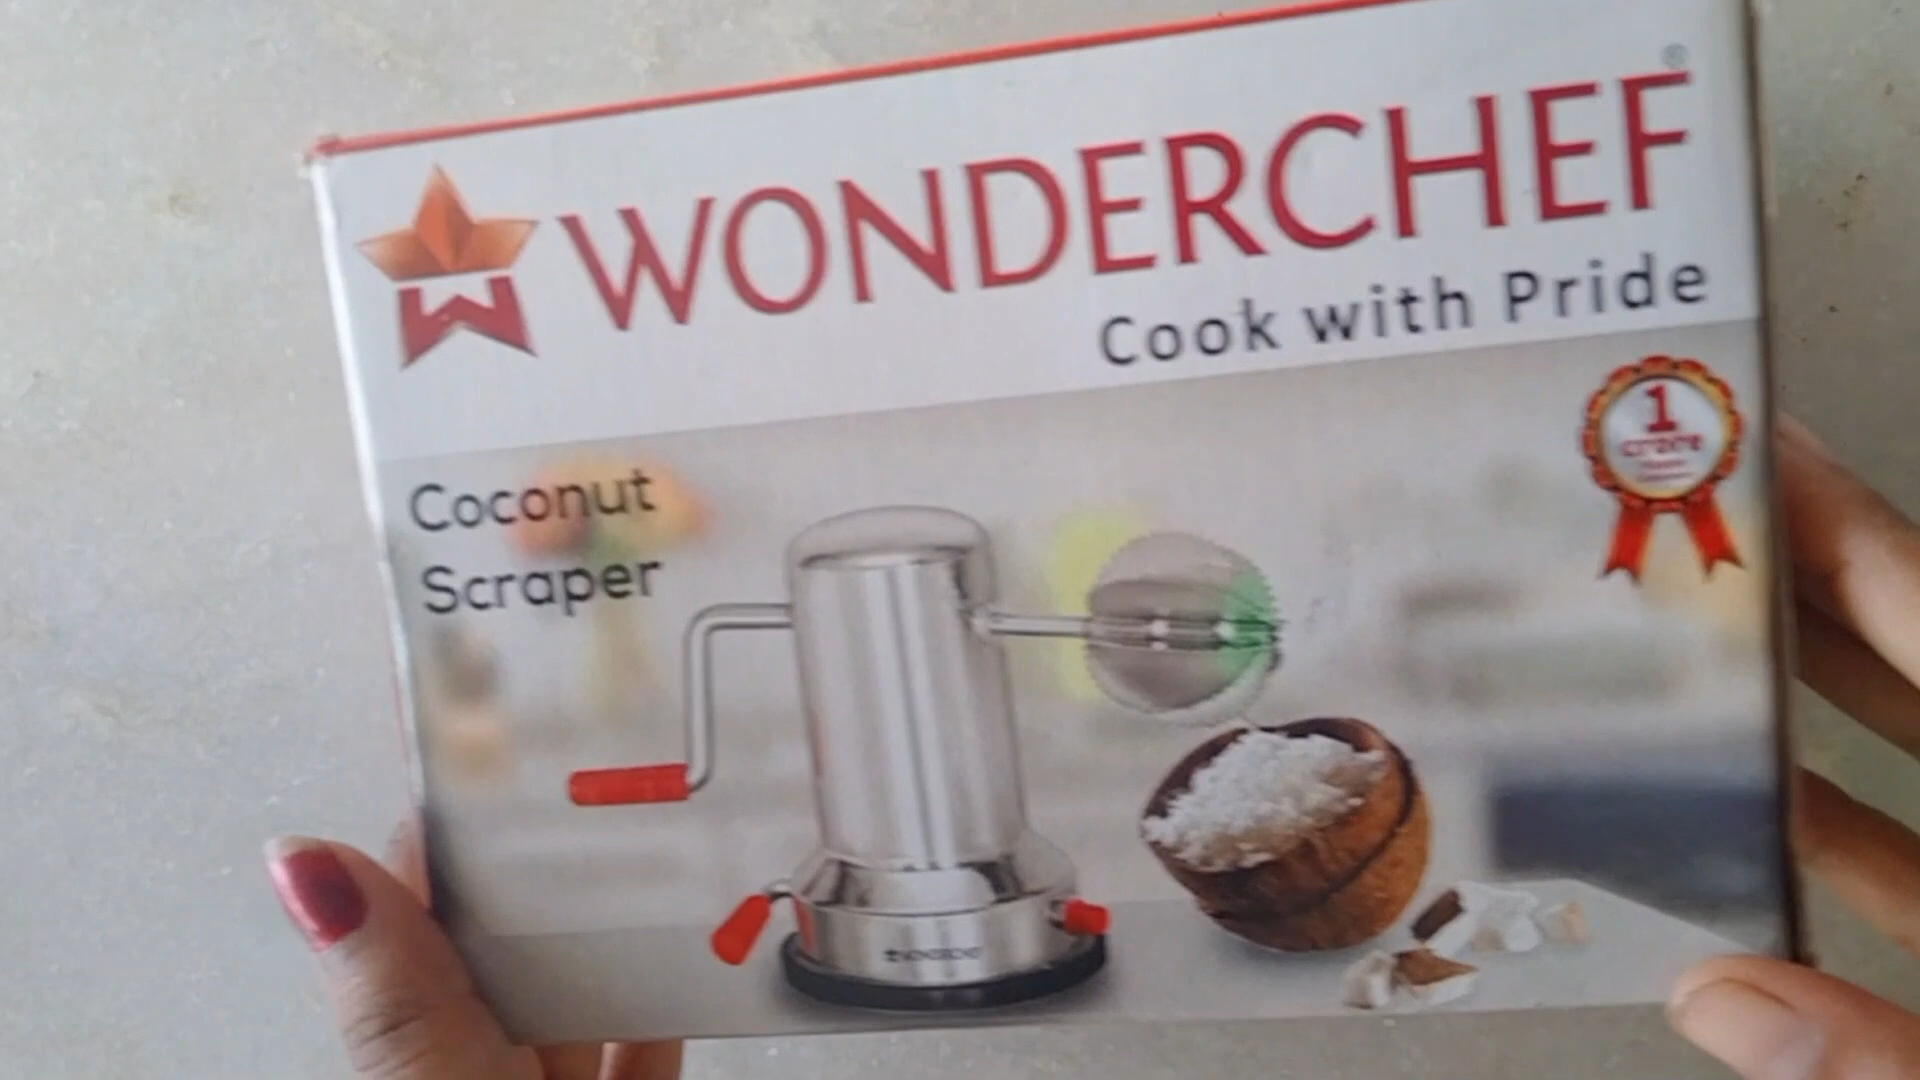 WONDERCHEF®
Cook with Pride
1
crore
Coconut
Scraper